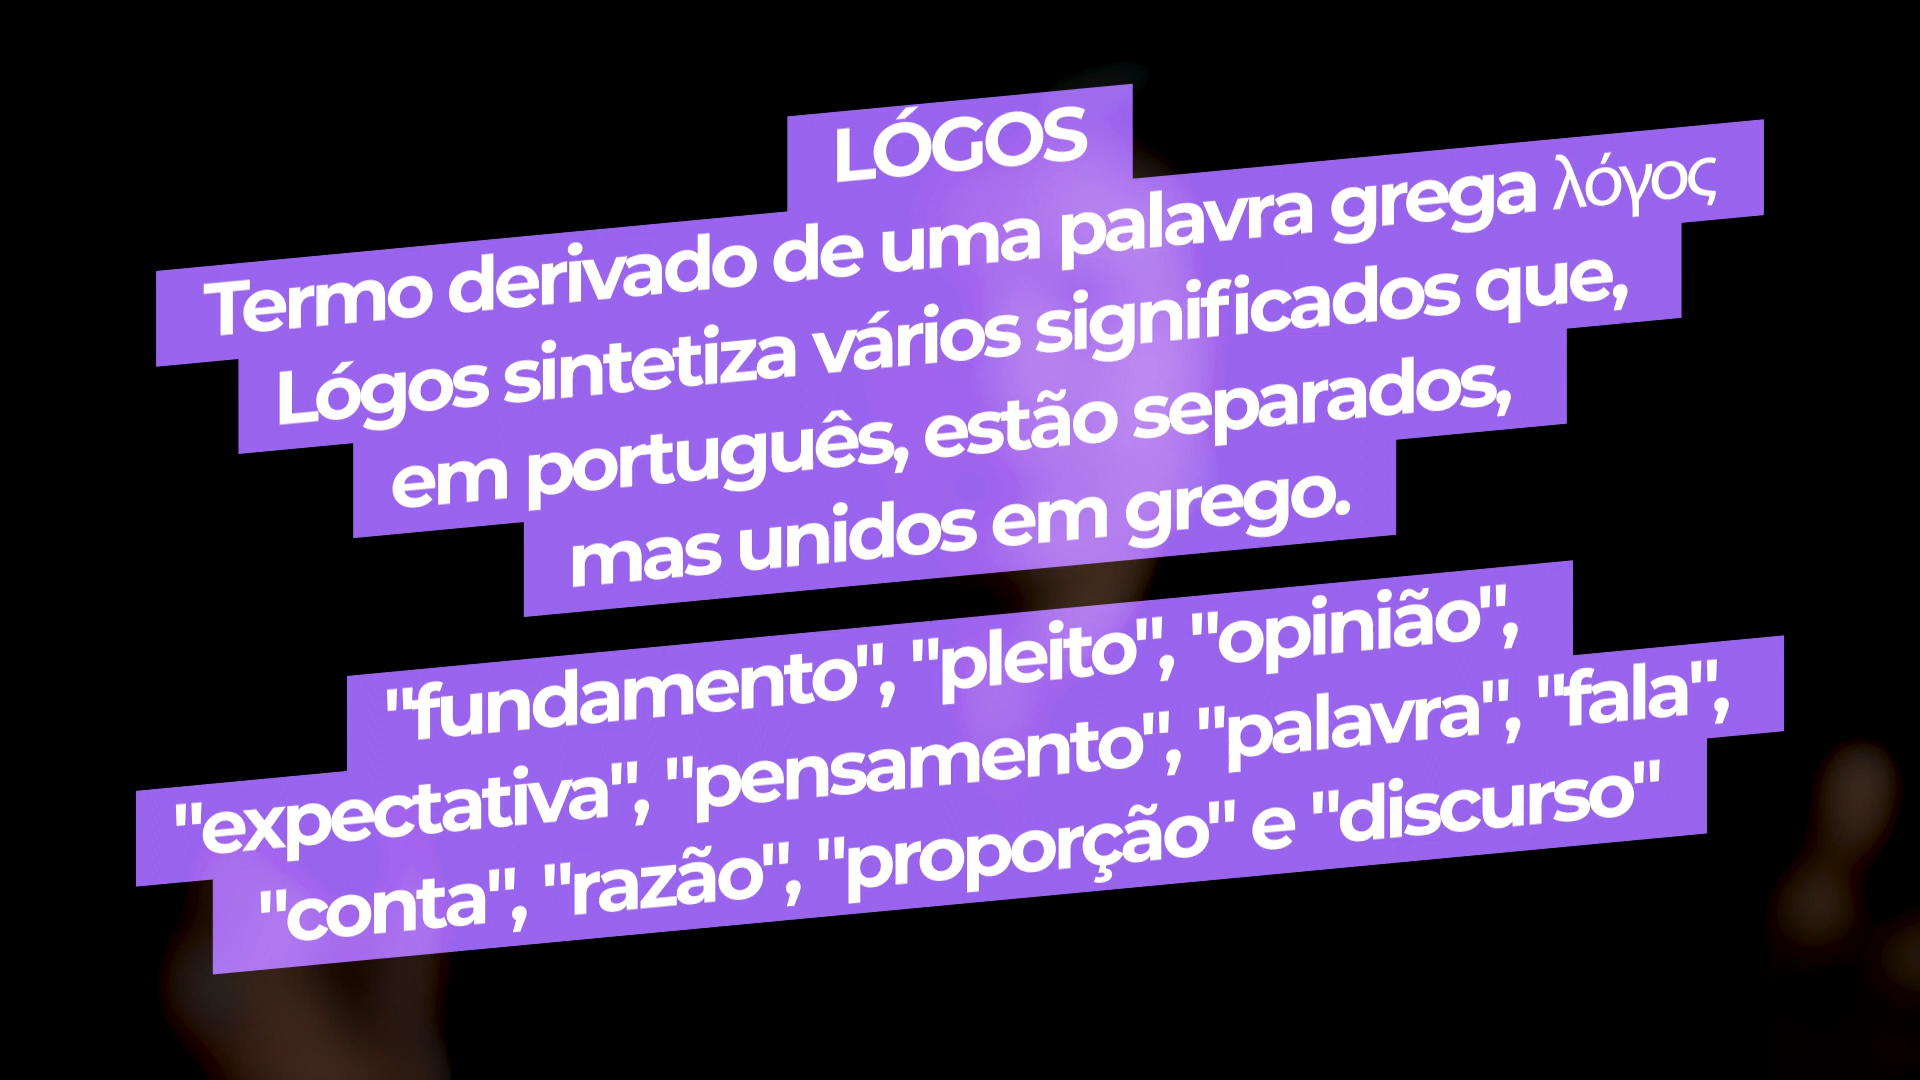 LÓGOS
Termo derivado de uma palavra grega λόγος
Lógos sintetiza vários significados que,
em português, estão separados,
mas unidos em grego.
"fundamento", "pleito", "opinião",
"expectativa", "pensamento", "palavra", "fala",
"conta", "razão", "proporção" e "discurso"